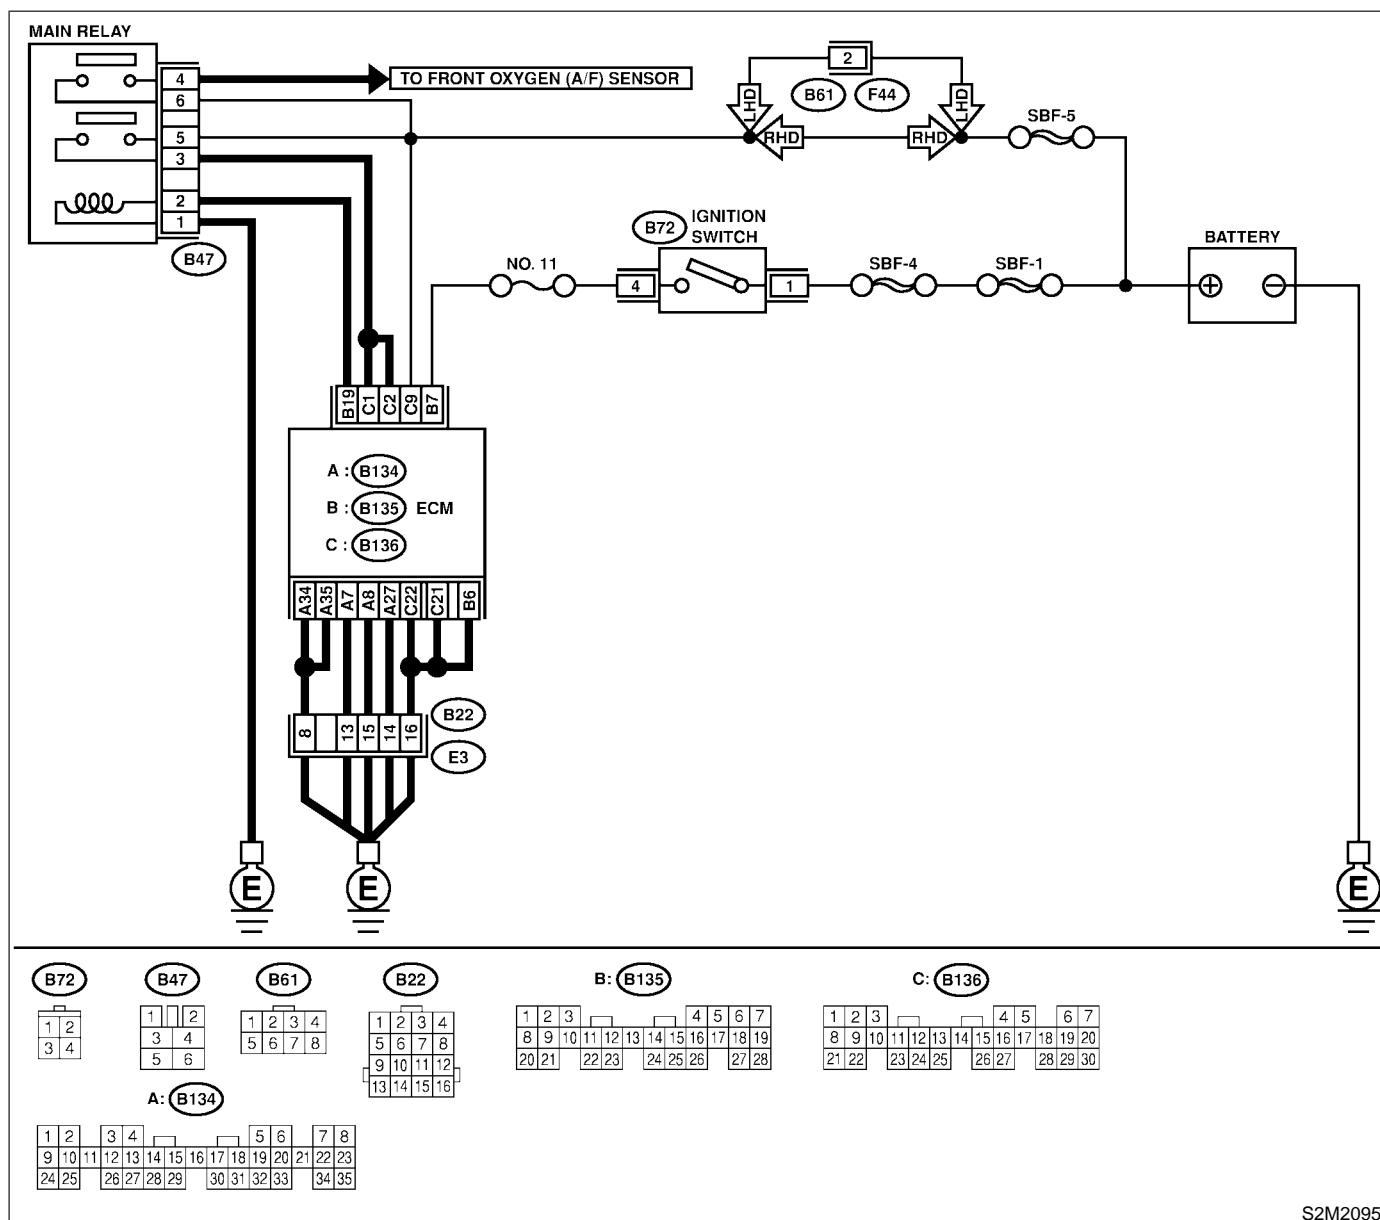 MAIN RELAY
4
6
5
3
2
1
B47
TO FRONT OXYGEN (A/F) SENSOR
2
B61 F44
LHD LHD
RHD RHD
SBF-5
B72 IGNITION
SWITCH
NO. 11
4 1
SBF-4 SBF-1
BATTERY
B19 C1 C2 C9 B7
A : B134
B : B135 ECM
C : B136
A34 A35 A7 A8 A27 C22 C21 B6
8 13 15 14 16
B22
E3
E E E
B72 B47 B61 B22 B: B135 C: B136
1 2
3 4
1 2
3 4
5 6
1 2 3 4
5 6 7 8
1 2 3 4
5 6 7 8
9 10 11 12
13 14 15 16
1 2 3 4 5 6 7
8 9 10 11 12 13 14 15 16 17 18 19
20 21 22 23 24 25 26 27 28
1 2 3 4 5 6 7
8 9 10 11 12 13 14 15 16 17 18 19 20
21 22 23 24 25 26 27 28 29 30
A: B134
1 2 3 4 5 6 7 8
9 10 11 12 13 14 15 16 17 18 19 20 21 22 23
24 25 26 27 28 29 30 31 32 33 34 35
S2M2095